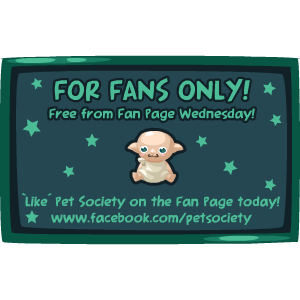 FOR FANS ONLY!
Free from Fan Page Wednesday!
`Like´ Pet Society on the Fan Page today!
www.facebook.com/petsociety